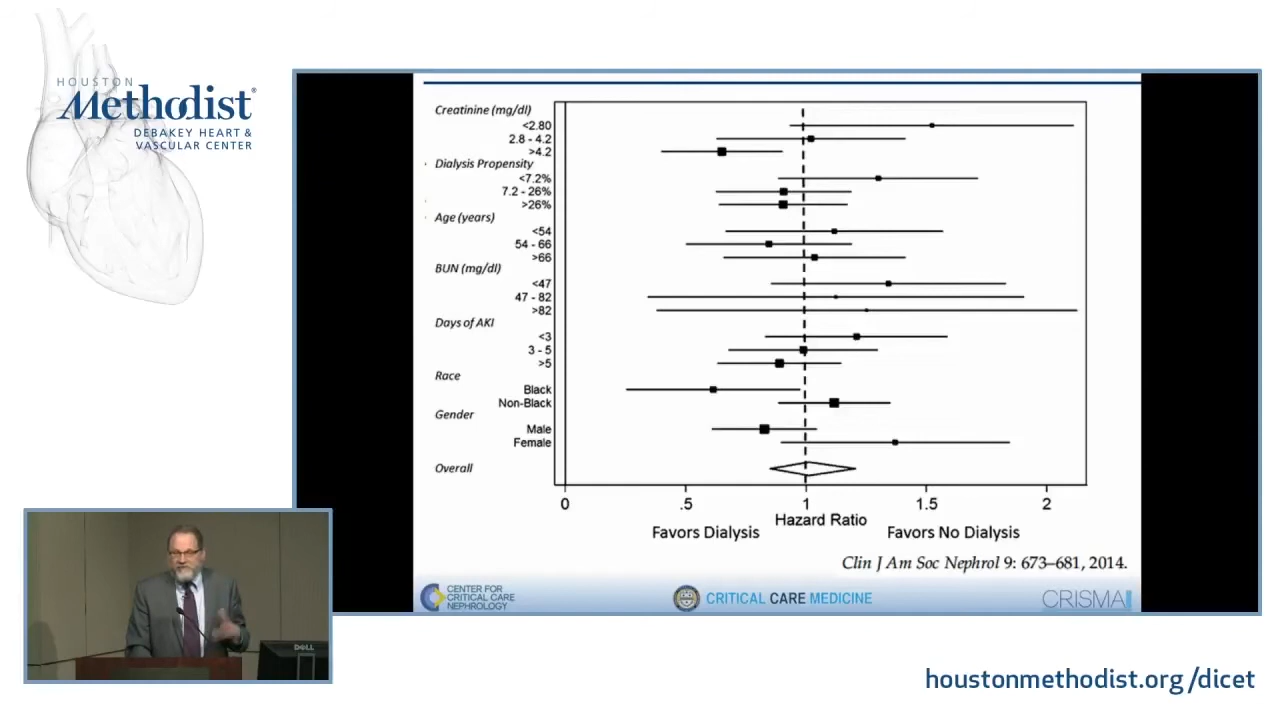 HOUSTON
Methodist®
DEBAKEY HEART &
VASCULAR CENTER
Creatinine (mg/dl)
<2.80
2.8 - 4.2
>4.2
Dialysis Propensity
<7.2%
7.2 - 26%
>26%
Age (years)
<54
54 - 66
>66
BUN (mg/dl)
<47
47 - 82
>82
Days of AKI
<3
3 - 5
>5
Race
Black
Non-Black
Gender
Male
Female
Overall
0 .5 1 1.5 2
Hazard Ratio
Favors Dialysis Favors No Dialysis
Clin J Am Soc Nephrol 9: 673–681, 2014.
CENTER FOR
CRITICAL CARE
NEPHROLOGY
CRITICAL CARE MEDICINE
CRISMA
DELL
houstonmethodist.org/dicet